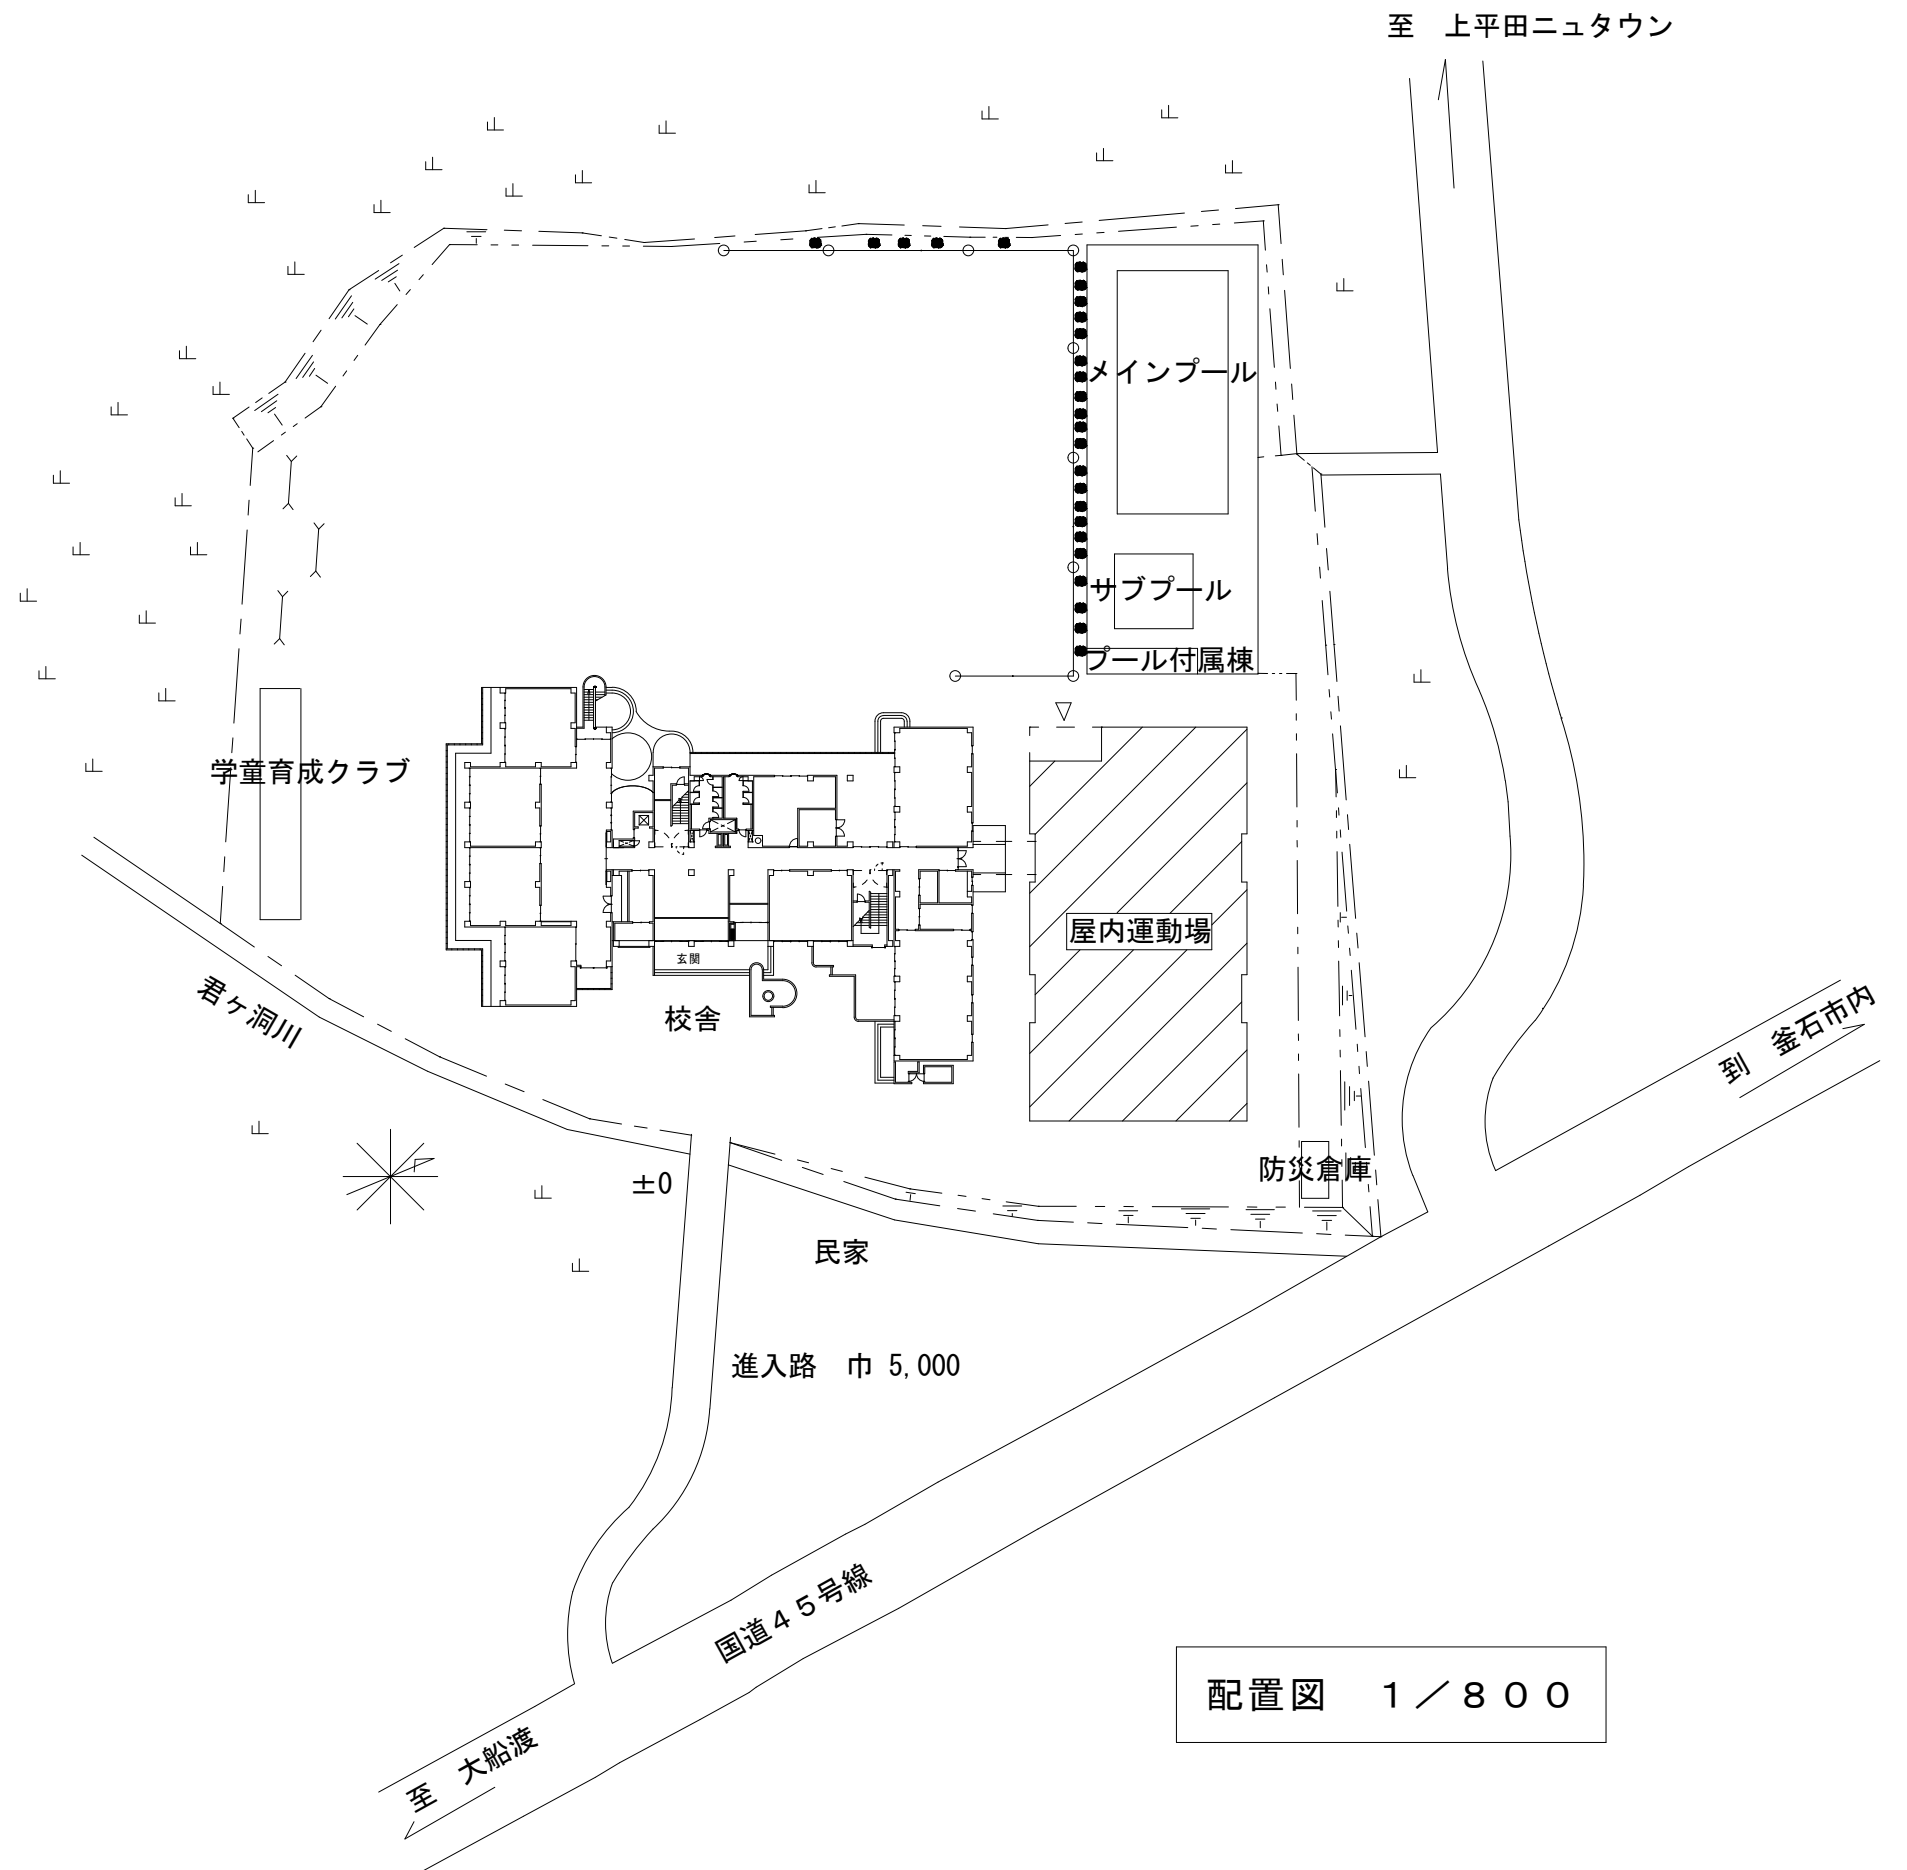 至　上平田ニュタウン
メインプール
サブプール
プール付属棟
学童育成クラブ
屋内運動場
玄関
君ヶ洞川
校舎
到　釜石市内
防災倉庫
±0
民家
進入路　巾 5,000
国道４５号線
配置図　１／８００
至　大船渡